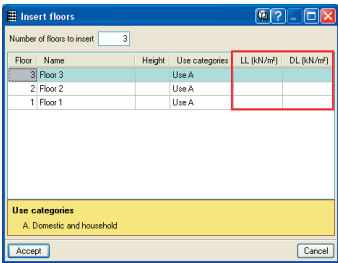 Insert floors
Number of floors to insert 3
Floor Name Height Use categories LL (kN/m²) DL (kN/m²)
3 Floor 3 Use A
2 Floor 2 Use A
1 Floor 1 Use A
Use categories
A. Domestic and household
Accept Cancel